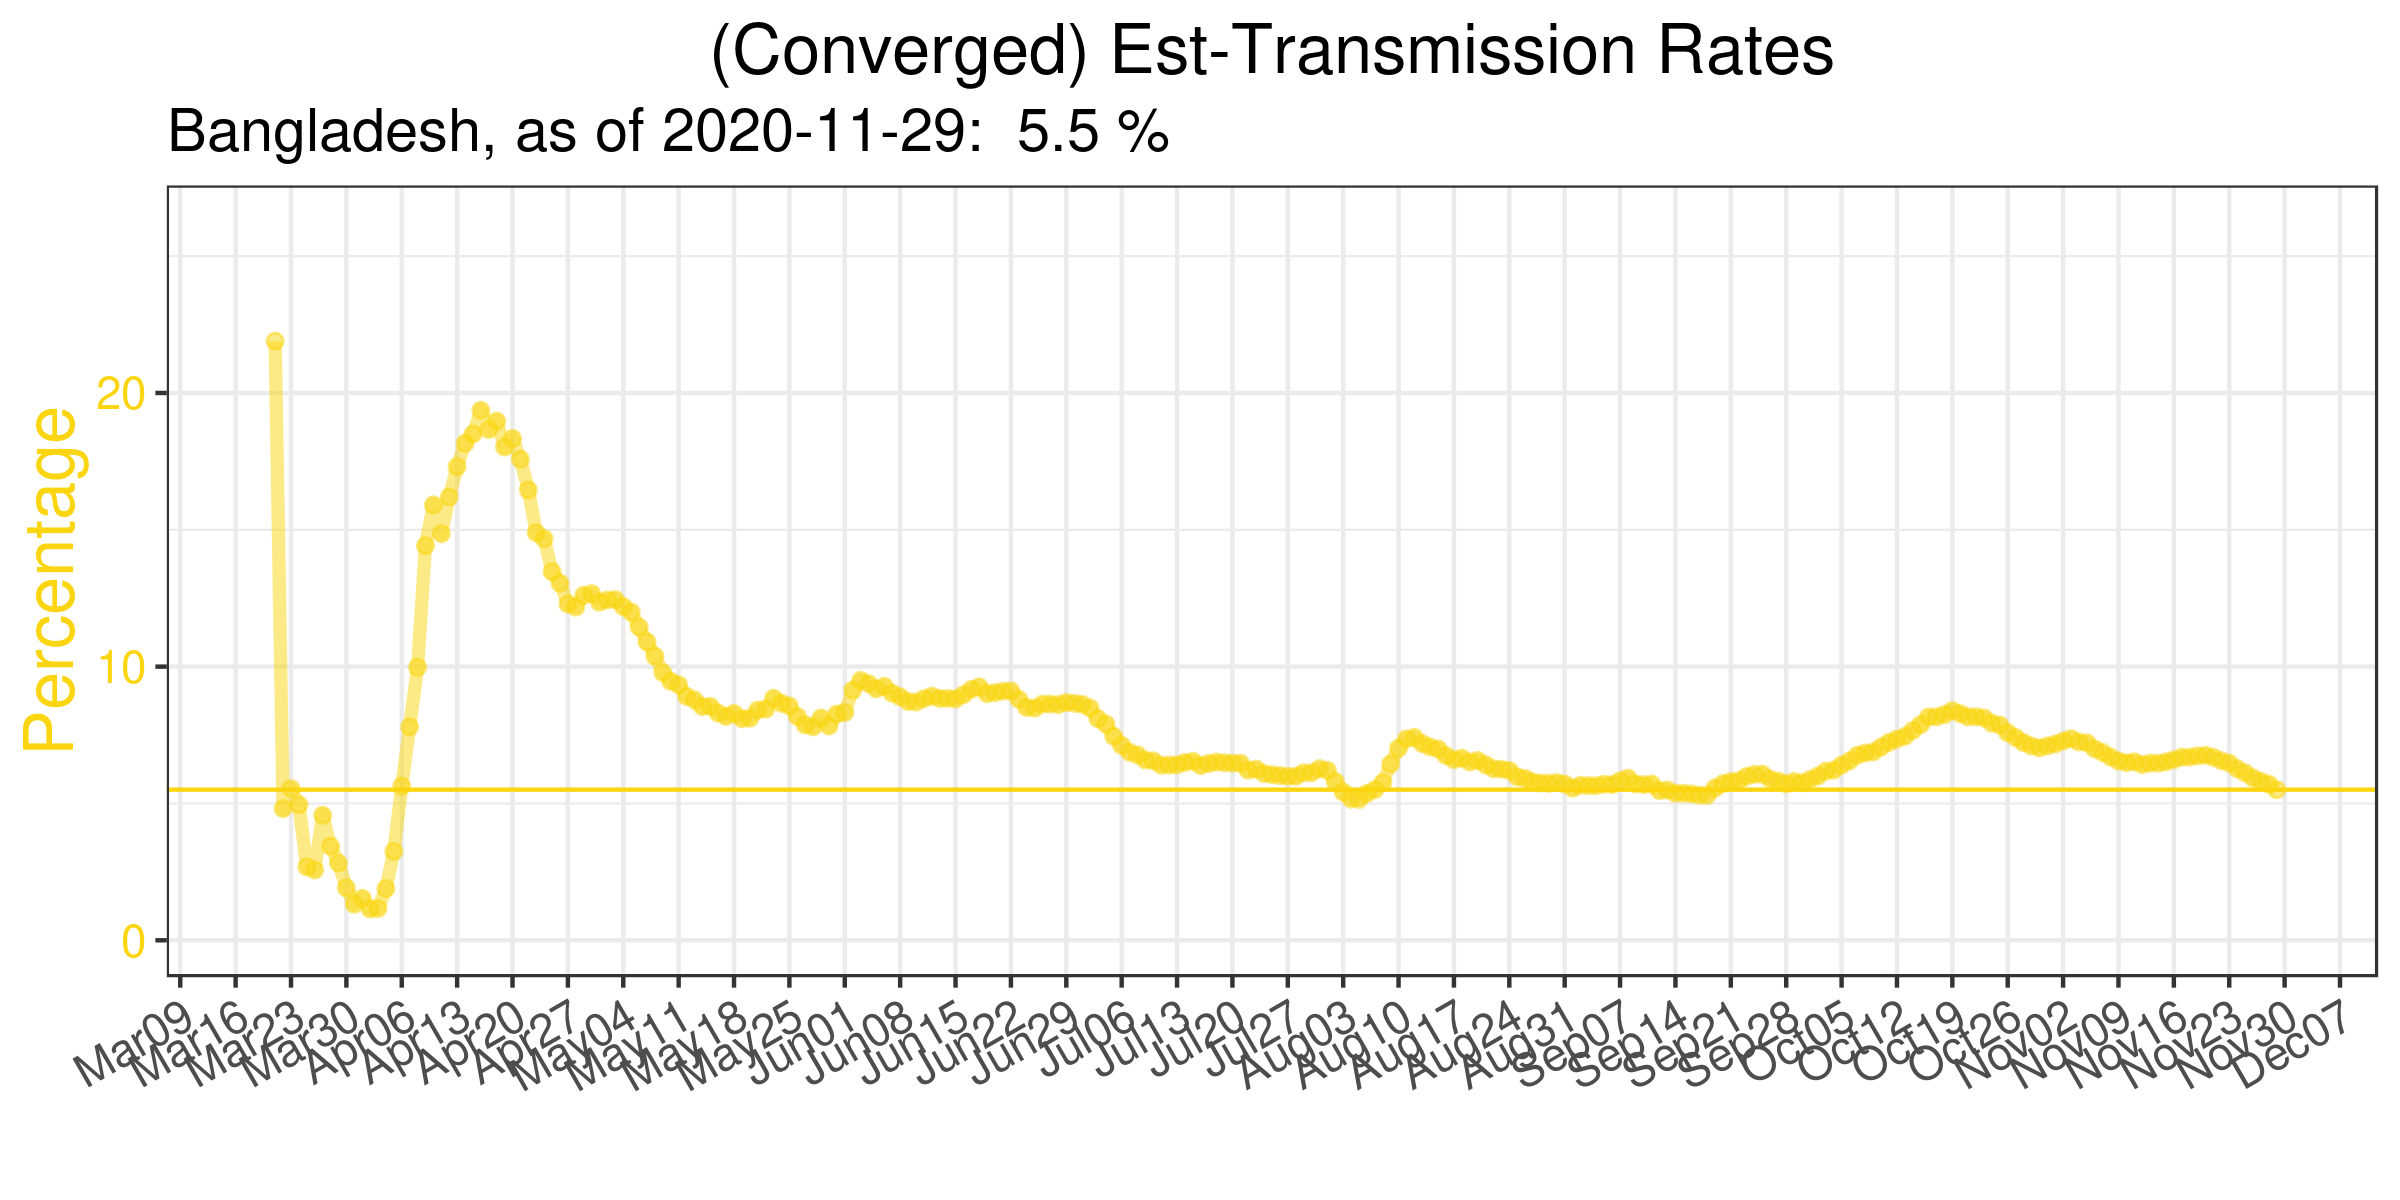 (Converged) Est-Transmission Rates
Bangladesh, as of 2020-11-29:  5.5 %
Percentage
20
10
0
Mar09
Mar16
Mar23
Mar30
Apr06
Apr13
Apr20
Apr27
May04
May11
May18
May25
Jun01
Jun08
Jun15
Jun22
Jun29
Jul06
Jul13
Jul20
Jul27
Aug03
Aug10
Aug17
Aug24
Aug31
Sep07
Sep14
Sep21
Sep28
Oct05
Oct12
Oct19
Oct26
Nov02
Nov09
Nov16
Nov23
Nov30
Dec07